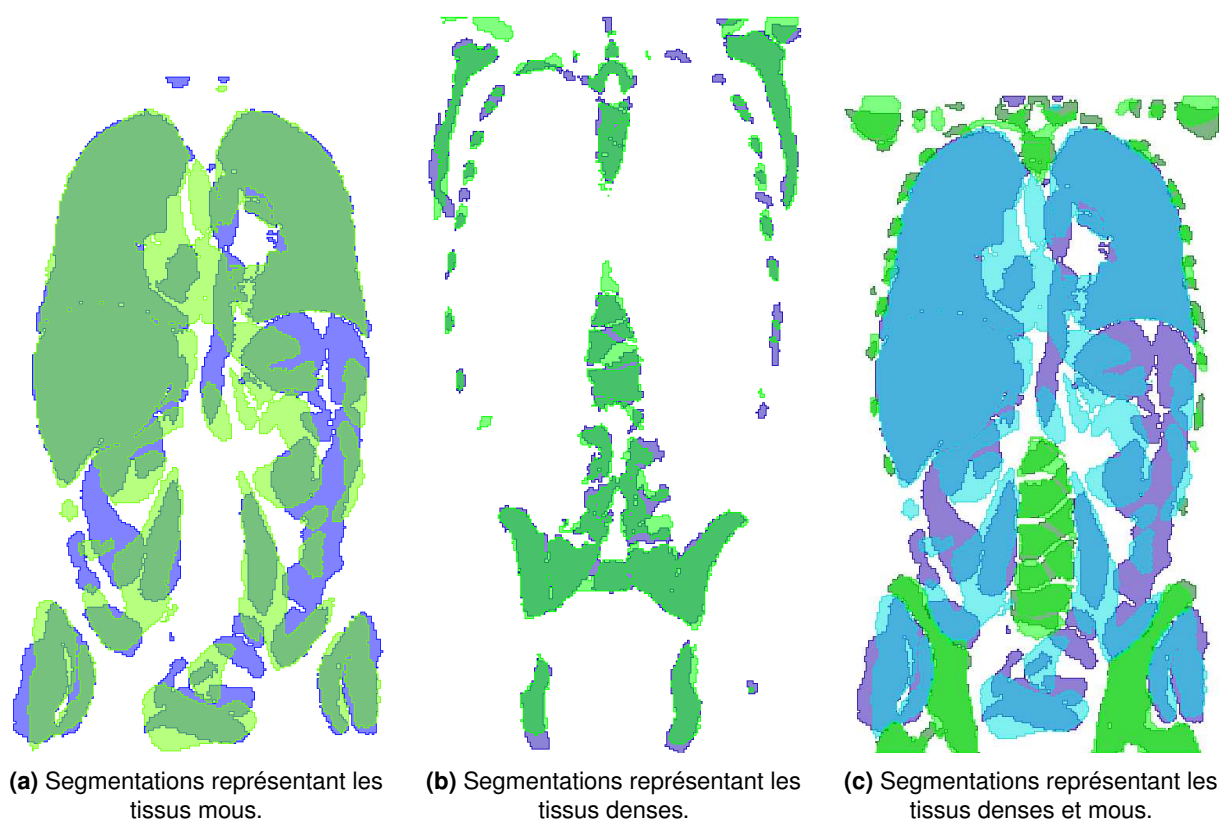 (a) Segmentations représentant les
tissus mous.
(b) Segmentations représentant les
tissus denses.
(c) Segmentations représentant les
tissus denses et mous.